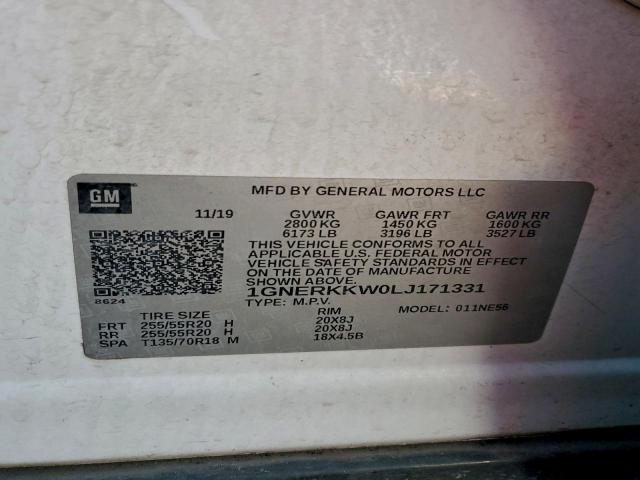 GM
MFD BY GENERAL MOTORS LLC
11/19 GVWR GAWR FRT GAWR RR
2800 KG 1450 KG 1600 KG
6173 LB 3196 LB 3527 LB
THIS VEHICLE CONFORMS TO ALL
APPLICABLE U.S. FEDERAL MOTOR
VEHICLE SAFETY STANDARDS IN EFFECT
ON THE DATE OF MANUFACTURE
SHOWN ABOVE.
1GNERKKW0LJ171331
8624
TYPE: M.P.V. MODEL: 011NE56
TIRE SIZE RIM
FRT 255/55R20 H 20X8J
RR 255/55R20 H 20X8J
SPA T135/70R18 M 18X4.5B